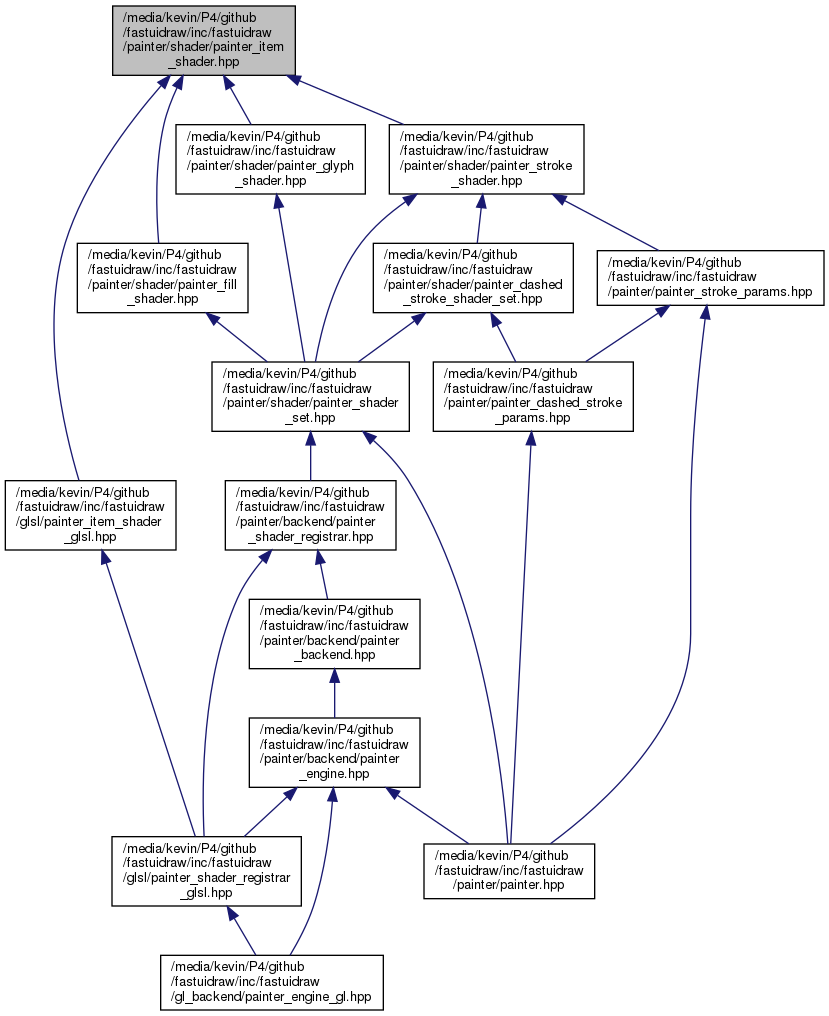 /media/kevin/P4/github
/fastuidraw/inc/fastuidraw
/painter/shader/painter_item
_shader.hpp
/media/kevin/P4/github
/fastuidraw/inc/fastuidraw
/painter/shader/painter_glyph
_shader.hpp
/media/kevin/P4/github
/fastuidraw/inc/fastuidraw
/painter/shader/painter_stroke
_shader.hpp
/media/kevin/P4/github
/fastuidraw/inc/fastuidraw
/painter/shader/painter_fill
_shader.hpp
/media/kevin/P4/github
/fastuidraw/inc/fastuidraw
/painter/shader/painter_dashed
_stroke_shader_set.hpp
/media/kevin/P4/github
/fastuidraw/inc/fastuidraw
/painter/painter_stroke_params.hpp
/media/kevin/P4/github
/fastuidraw/inc/fastuidraw
/painter/shader/painter_shader
_set.hpp
/media/kevin/P4/github
/fastuidraw/inc/fastuidraw
/painter/painter_dashed_stroke
_params.hpp
/media/kevin/P4/github
/fastuidraw/inc/fastuidraw
/glsl/painter_item_shader
_glsl.hpp
/media/kevin/P4/github
/fastuidraw/inc/fastuidraw
/painter/backend/painter
_shader_registrar.hpp
/media/kevin/P4/github
/fastuidraw/inc/fastuidraw
/painter/backend/painter
_backend.hpp
/media/kevin/P4/github
/fastuidraw/inc/fastuidraw
/painter/backend/painter
_engine.hpp
/media/kevin/P4/github
/fastuidraw/inc/fastuidraw
/glsl/painter_shader_registrar
_glsl.hpp
/media/kevin/P4/github
/fastuidraw/inc/fastuidraw
/painter/painter.hpp
/media/kevin/P4/github
/fastuidraw/inc/fastuidraw
/gl_backend/painter_engine_gl.hpp